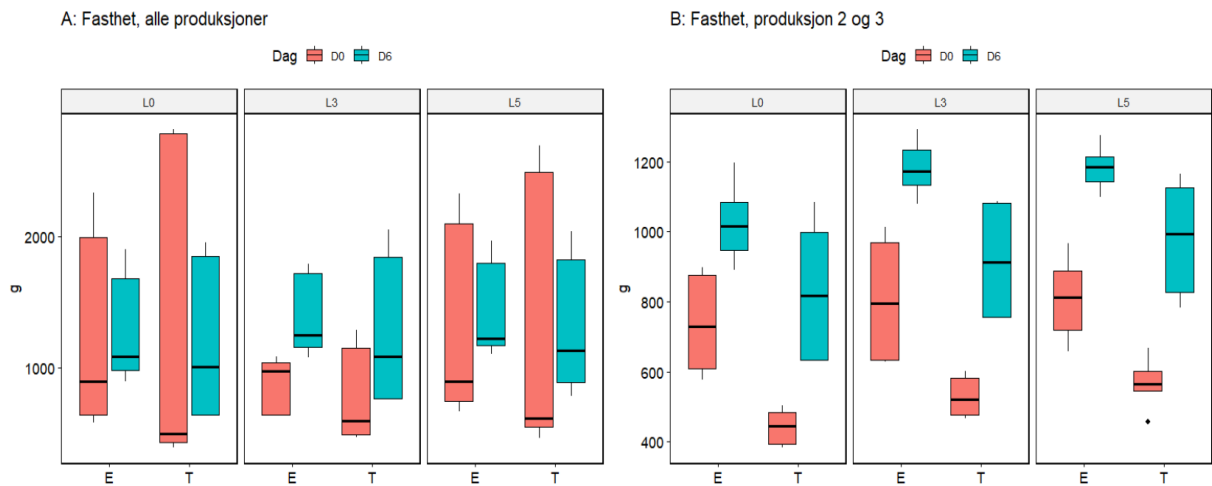 A: Fasthet, alle produksjoner
Dag D0 D6
L0 L3 L5
2000
1000
g
E T E T E T
B: Fasthet, produksjon 2 og 3
Dag D0 D6
L0 L3 L5
1200
1000
800
600
400
g
E T E T E T